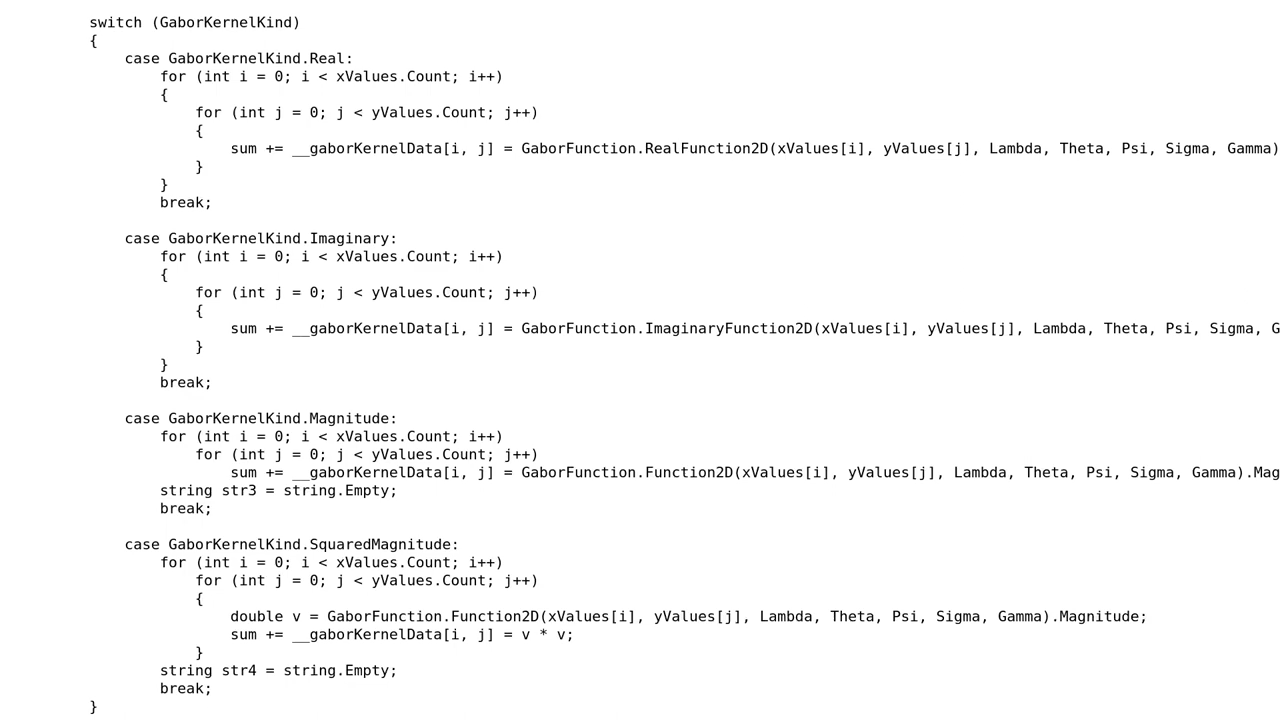 switch (GaborKernelKind)
{
    case GaborKernelKind.Real:
        for (int i = 0; i < xValues.Count; i++)
        {
            for (int j = 0; j < yValues.Count; j++)
            {
                sum += __gaborKernelData[i, j] = GaborFunction.RealFunction2D(xValues[i], yValues[j], Lambda, Theta, Psi, Sigma, Gamma)
            }
        }
        break;

    case GaborKernelKind.Imaginary:
        for (int i = 0; i < xValues.Count; i++)
        {
            for (int j = 0; j < yValues.Count; j++)
            {
                sum += __gaborKernelData[i, j] = GaborFunction.ImaginaryFunction2D(xValues[i], yValues[j], Lambda, Theta, Psi, Sigma, G
            }
        }
        break;

    case GaborKernelKind.Magnitude:
        for (int i = 0; i < xValues.Count; i++)
            for (int j = 0; j < yValues.Count; j++)
                sum += __gaborKernelData[i, j] = GaborFunction.Function2D(xValues[i], yValues[j], Lambda, Theta, Psi, Sigma, Gamma).Mag
        string str3 = string.Empty;
        break;

    case GaborKernelKind.SquaredMagnitude:
        for (int i = 0; i < xValues.Count; i++)
            for (int j = 0; j < yValues.Count; j++)
            {
                double v = GaborFunction.Function2D(xValues[i], yValues[j], Lambda, Theta, Psi, Sigma, Gamma).Magnitude;
                sum += __gaborKernelData[i, j] = v * v;
            }
        string str4 = string.Empty;
        break;
}